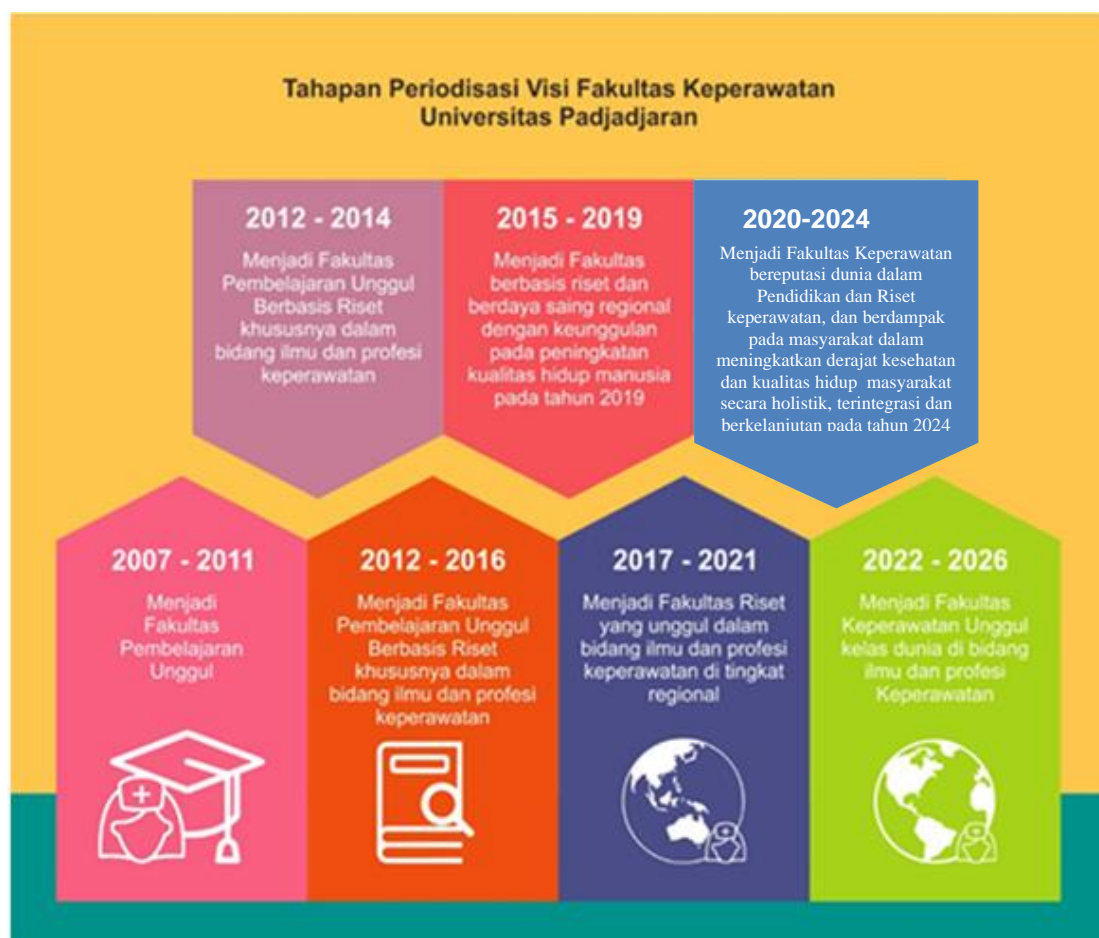 Tahapan Periodisasi Visi Fakultas Keperawatan
Universitas Padjadjaran
2012 - 2014
Menjadi Fakultas
Pembelajaran Unggul
Berbasis Riset
khususnya dalam
bidang ilmu dan profesi
keperawatan
2015 - 2019
Menjadi Fakultas
berbasis riset dan
berdaya saing regional
dengan keunggulan
pada peningkatan
kualitas hidup manusia
pada tahun 2019
2020-2024
Menjadi Fakultas Keperawatan
bereputasi dunia dalam
Pendidikan dan Riset
keperawatan, dan berdampak
pada masyarakat dalam
meningkatkan derajat kesehatan
dan kualitas hidup masyarakat
secara holistik, terintegrasi dan
berkelanjutan pada tahun 2024
2007 - 2011
Menjadi
Fakultas
Pembelajaran
Unggul
2012 - 2016
Menjadi Fakultas
Pembelajaran Unggul
Berbasis Riset
khususnya dalam
bidang ilmu dan profesi
keperawatan
2017 - 2021
Menjadi Fakultas Riset
yang unggul dalam
bidang ilmu dan profesi
keperawatan di tingkat
regional
2022 - 2026
Menjadi Fakultas
Keperawatan Unggul
kelas dunia di bidang
ilmu dan profesi
Keperawatan